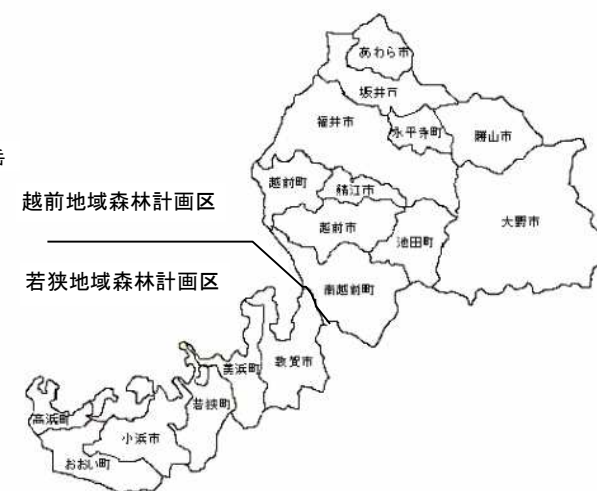 あわら市
坂井市
福井市
永平寺町
勝山市
越前町
鯖江市
越前地域森林計画区
越前市
大野市
池田町
若狭地域森林計画区
南越前町
敦賀市
美浜町
若狭町
高浜町
小浜市
おおい町